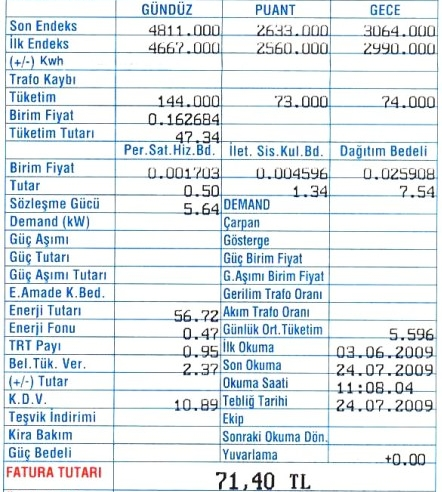 GÜNDÜZ PUANT GECE
Son Endeks 4811.000 2633.000 3064.000
İlk Endeks 4667.000 2560.000 2990.000
(+/-) Kwh
Trafo Kaybı
Tüketim 144.000 73.000 74.000
Birim Fiyat 0.162684
Tüketim Tutarı 47.34
Per.Sat.Hiz.Bd. İlet. Sis.Kul.Bd. Dağıtım Bedeli
Birim Fiyat 0.001703 0.004596 0.025908
Tutar 0.50 1.34 7.54
Sözleşme Gücü 5.64 DEMAND
Demand (kW) Çarpan
Güç Aşımı Gösterge
Güç Tutarı Güç Birim Fiyat
Güç Aşımı Tutarı G.Aşımı Birim Fiyat
E.Amade K.Bed. Gerilim Trafo Oranı
Enerji Tutarı 56.72 Akım Trafo Oranı
Enerji Fonu 0.47 Günlük Ort.Tüketim 5.596
TRT Payı 0.95 İlk Okuma 03.06.2009
Bel.Tük. Ver. 2.37 Son Okuma 24.07.2009
(+/-) Tutar Okuma Saati 11:08.04
K.D.V. 10.89 Tebliğ Tarihi 24.07.2009
Teşvik İndirimi Ekip
Kira Bakım Sonraki Okuma Dön.
Güç Bedeli Yuvarlama +0.00
FATURA TUTARI 71,40 TL